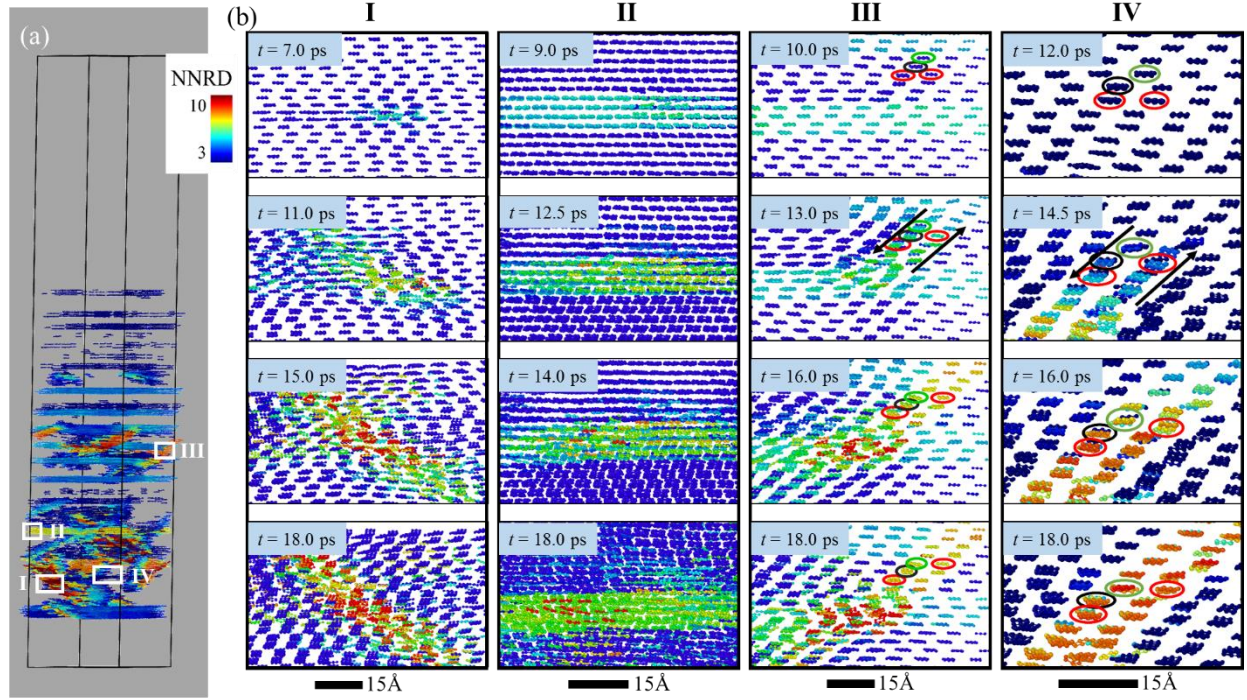 (a)
NNRD
10
3
III
II
I
IV
(b)
I
II
III
IV
t = 7.0 ps
t = 9.0 ps
t = 10.0 ps
t = 12.0 ps
t = 11.0 ps
t = 12.5 ps
t = 13.0 ps
t = 14.5 ps
t = 15.0 ps
t = 14.0 ps
t = 16.0 ps
t = 16.0 ps
t = 18.0 ps
t = 18.0 ps
t = 18.0 ps
t = 18.0 ps
15Å
15Å
15Å
15Å